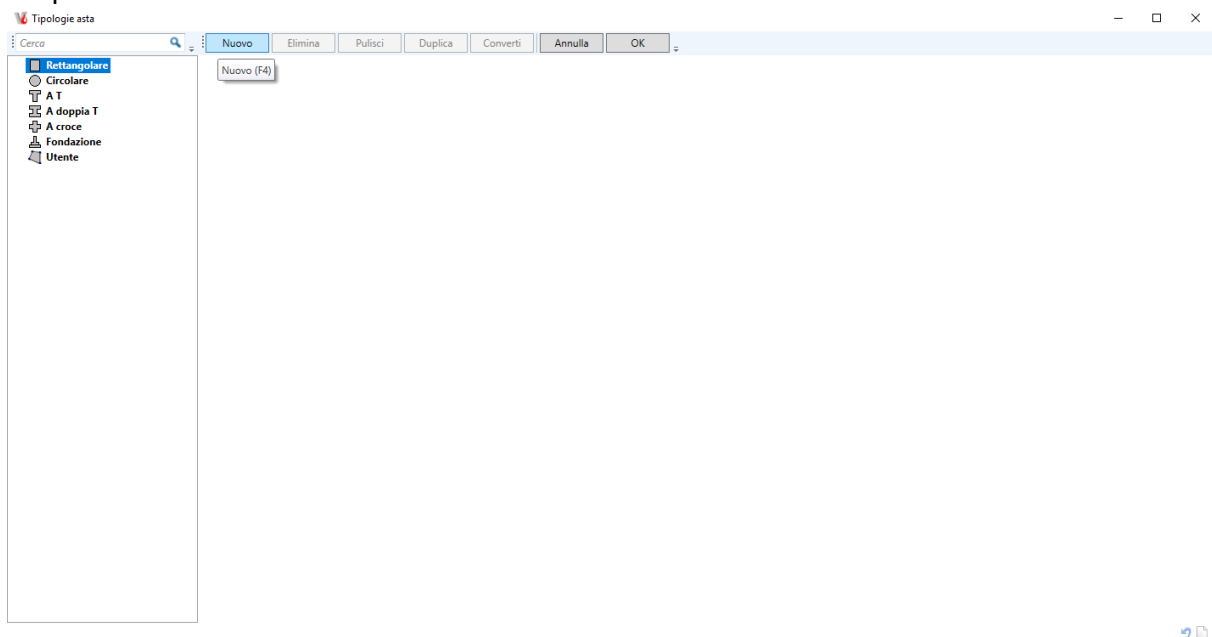 Tipologie asta
Cerca
Nuovo Elimina Pulisci Duplica Converti Annulla OK
Nuovo (F4)
Rettangolare
Circolare
A T
A doppia T
A croce
Fondazione
Utente